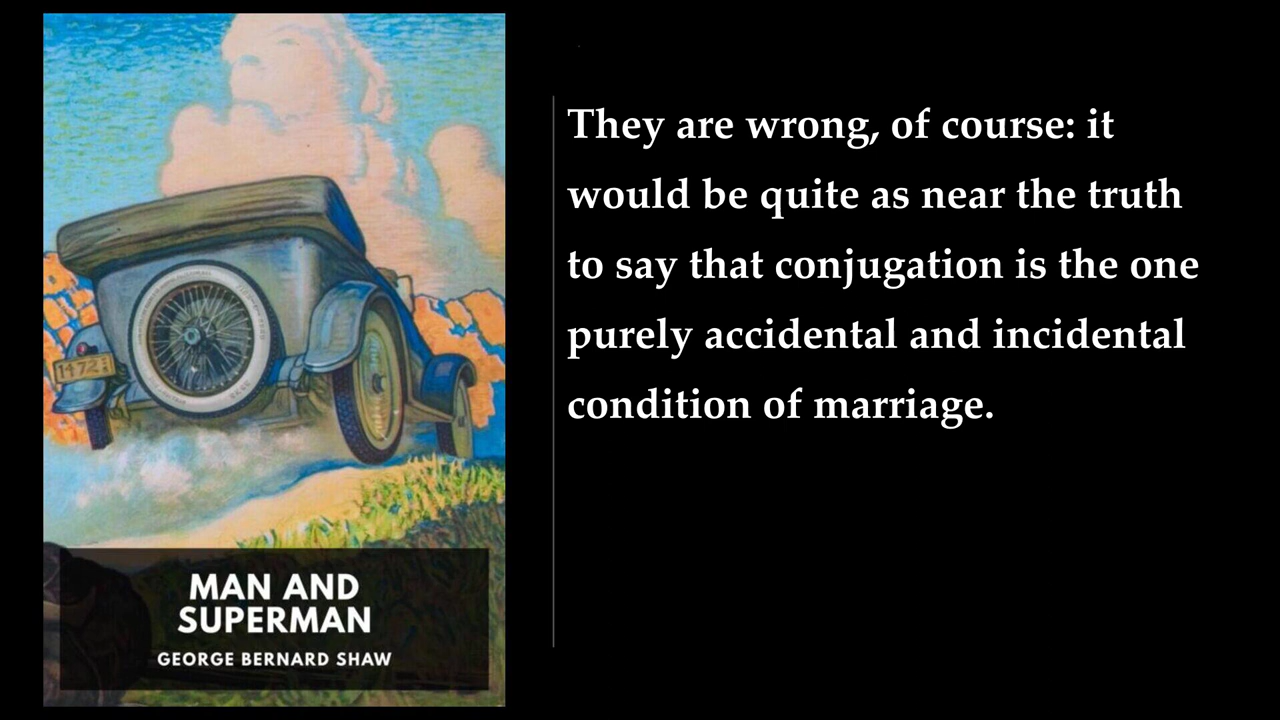 They are wrong, of course: it
would be quite as near the truth
to say that conjugation is the one
purely accidental and incidental
condition of marriage.
1472
MAN AND
SUPERMAN
GEORGE BERNARD SHAW